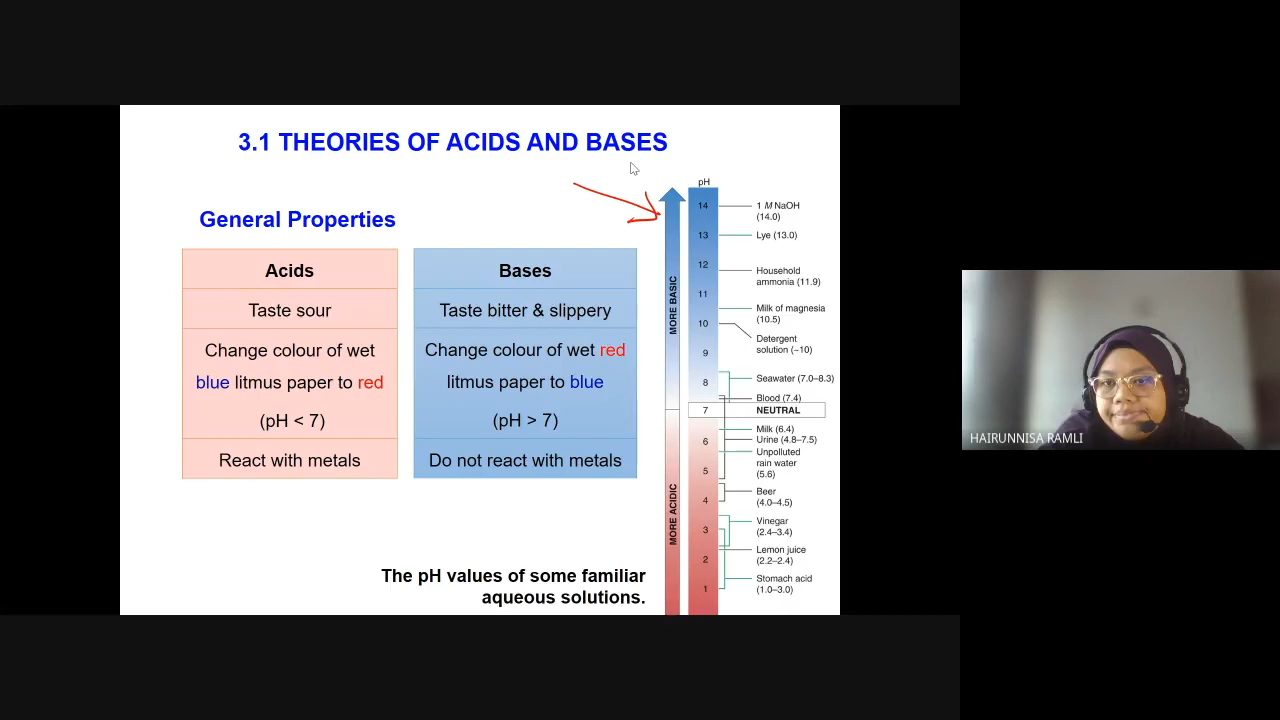 3.1 THEORIES OF ACIDS AND BASES
General Properties
Acids
Bases
Taste sour
Taste bitter & slippery
Change colour of wet
blue litmus paper to red
(pH < 7)
Change colour of wet red
litmus paper to blue
(pH > 7)
React with metals
Do not react with metals
The pH values of some familiar
aqueous solutions.
MORE BASIC
MORE ACIDIC
pH
14
13
12
11
10
9
8
7
6
5
4
3
2
1
1 M NaOH
(14.0)
Lye (13.0)
Household
ammonia (11.9)
Milk of magnesia
(10.5)
Detergent
solution (~10)
Seawater (7.0–8.3)
Blood (7.4)
NEUTRAL
Milk (6.4)
Urine (4.8–7.5)
Unpolluted
rain water
(5.6)
Beer
(4.0–4.5)
Vinegar
(2.4–3.4)
Lemon juice
(2.2–2.4)
Stomach acid
(1.0–3.0)
HAIRUNNISA RAMLI